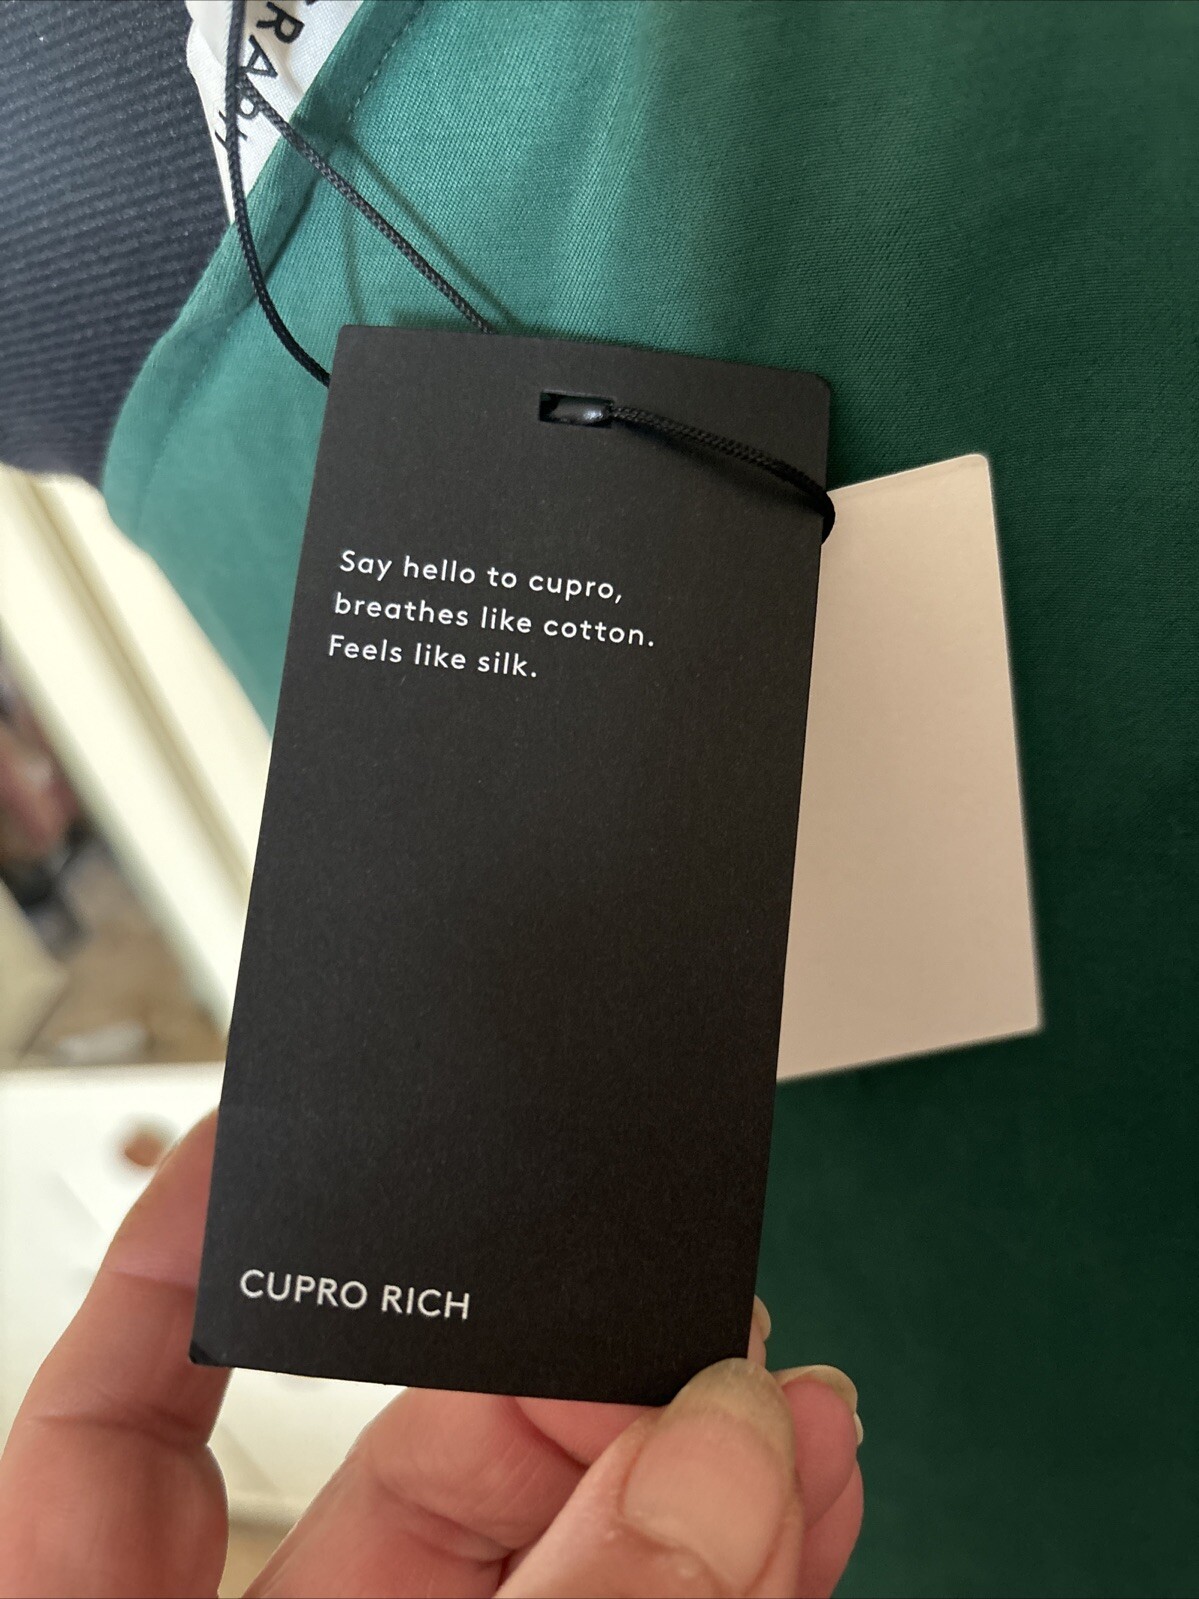 Say hello to cupro,
breathes like cotton.
Feels like silk.
CUPRO RICH